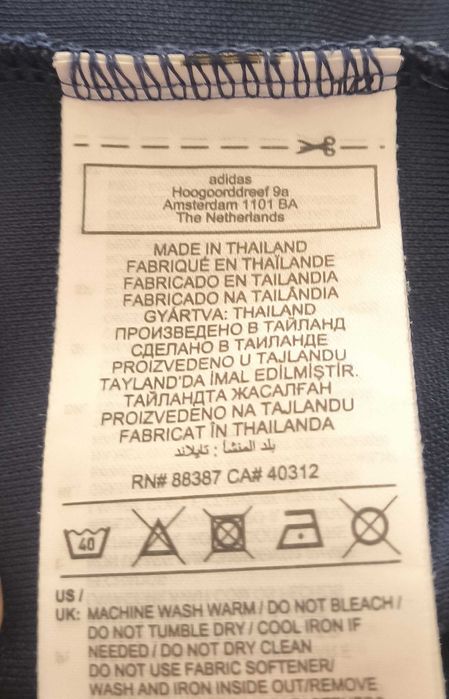 adidas
Hoogoorddreef 9a
Amsterdam 1101 BA
The Netherlands
MADE IN THAILAND
FABRIQUÉ EN THAÏLANDE
FABRICADO EN TAILANDIA
FABRICADO NA TAILÂNDIA
GYÁRTVA: THAILAND
ПРОИЗВЕДЕНО В ТАЙЛАНД
СДЕЛАНО В ТАИЛАНДЕ
PROIZVEDENO U TAJLANDU
TAYLAND'DA İMAL EDİLMİŞTİR.
ТАЙЛАНДТА ЖАСАЛҒАН
PROIZVEDENO NA TAJLANDU
FABRICAT ÎN THAILANDA
بلد المنشأ : تايلاند
RN# 88387 CA# 40312
40
US /
UK: MACHINE WASH WARM / DO NOT BLEACH /
DO NOT TUMBLE DRY / COOL IRON IF
NEEDED / DO NOT DRY CLEAN
DO NOT USE FABRIC SOFTENER/
WASH AND IRON INSIDE OUT/REMOVE